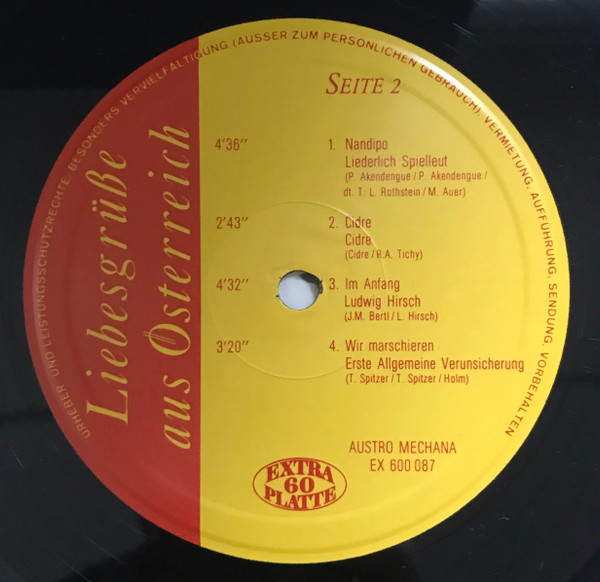 URHEBER UND LEISTUNGSSCHUTZRECHTE, BESONDERS VERVIELFÄLTIGUNG (AUSSER ZUM PERSÖNLICHEN GEBRAUCH), VERMIETUNG, AUFFÜHRUNG, SENDUNG, VORBEHALTEN
Liebesgrüße
aus Österreich
SEITE 2
4'36" 1. Nandipo
Liederlich Spielleut
(P. Akendengue / P. Akendengue /
dt. T: L. Rothstein / M. Auer)
2'43" 2. Cidre
Cidre
(Cidre / R.A. Tichy)
4'32" 3. Im Anfang
Ludwig Hirsch
(J.M. Bertl / L. Hirsch)
3'20" 4. Wir marschieren
Erste Allgemeine Verunsicherung
(T. Spitzer / T. Spitzer / Holm)
AUSTRO MECHANA
EX 600 087
EXTRA
60
PLATTE